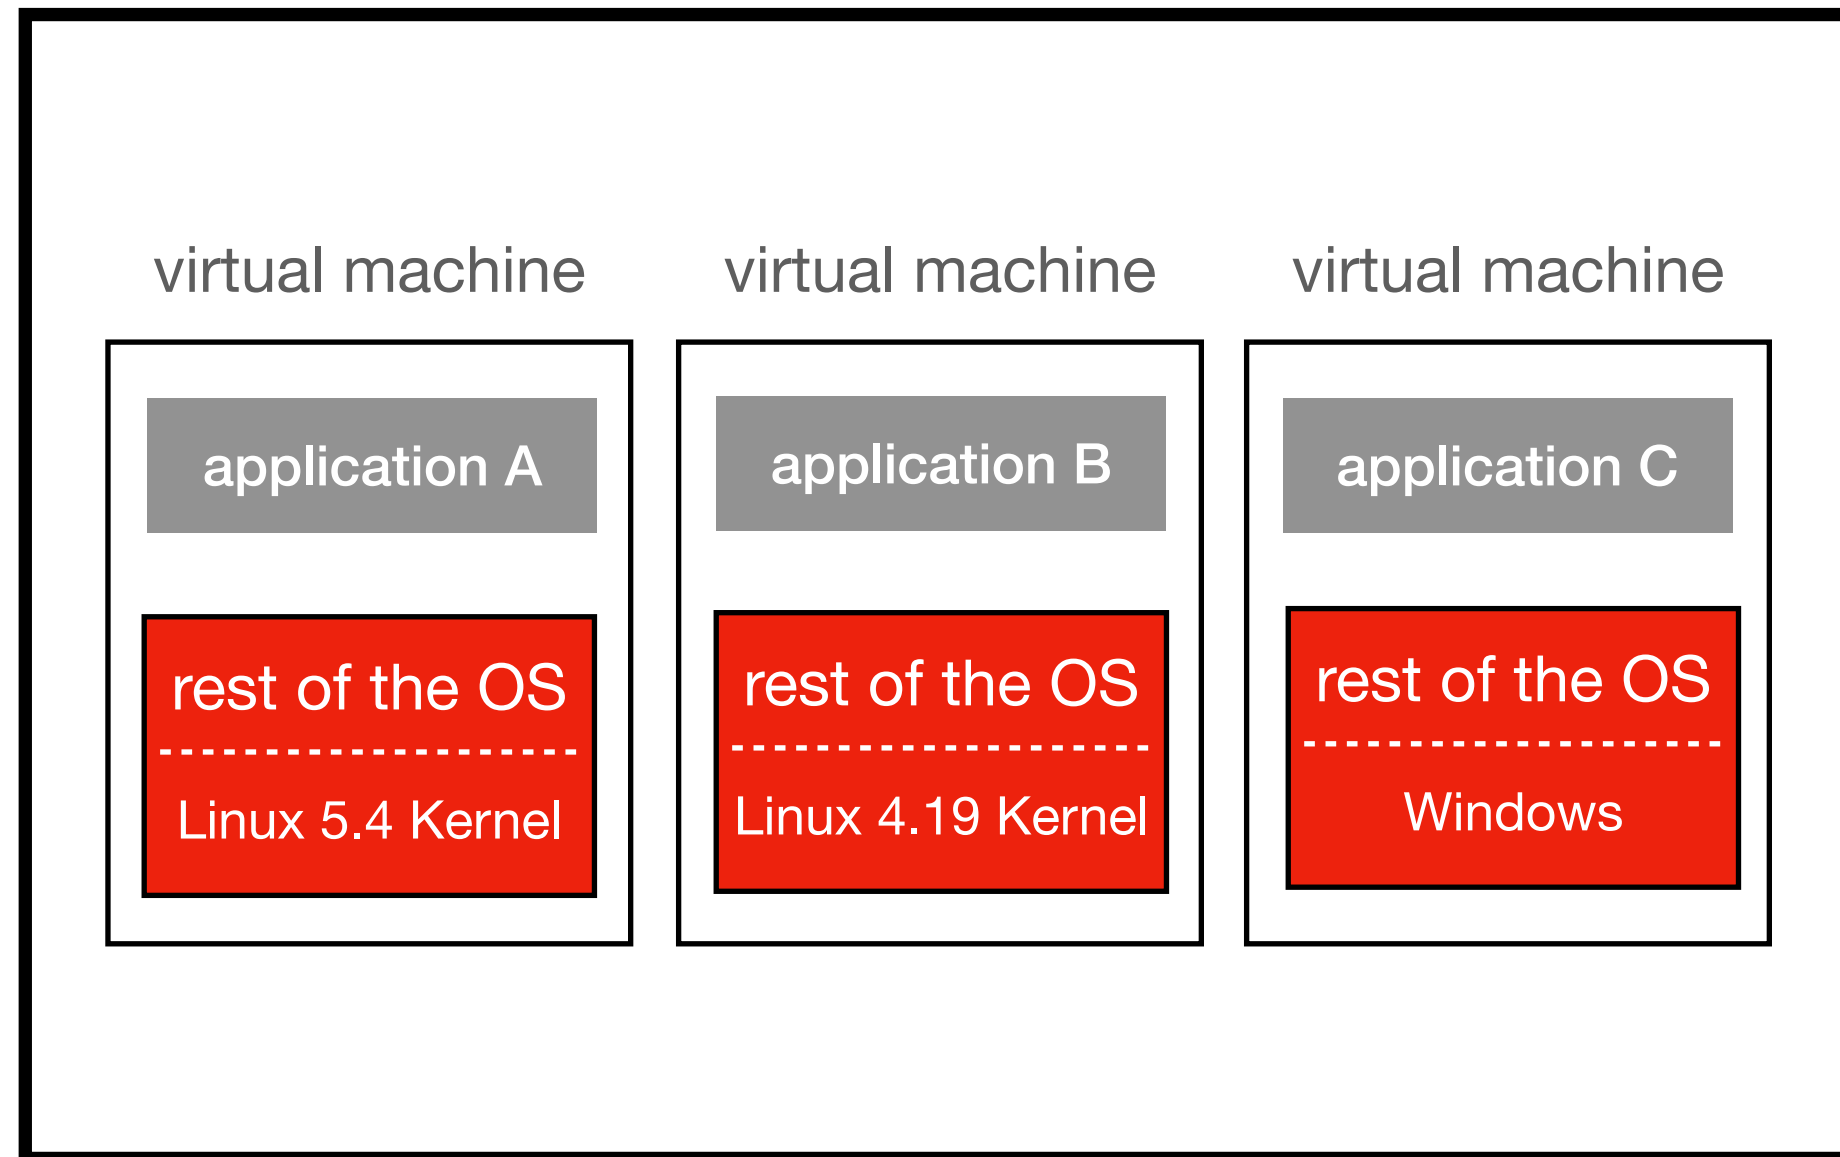 virtual machine
virtual machine
virtual machine
application A
application B
application C
rest of the OS
Linux 5.4 Kernel
rest of the OS
Linux 4.19 Kernel
rest of the OS
Windows